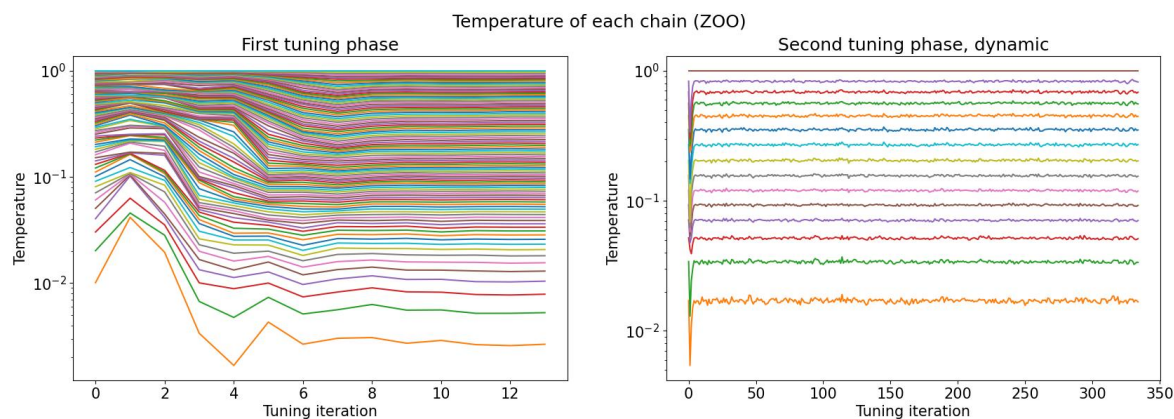 Temperature of each chain (ZOO)
First tuning phase
Temperature
10⁰
10⁻¹
10⁻²
0 2 4 6 8 10 12
Tuning iteration
Second tuning phase, dynamic
Temperature
10⁰
10⁻¹
10⁻²
0 50 100 150 200 250 300 350
Tuning iteration